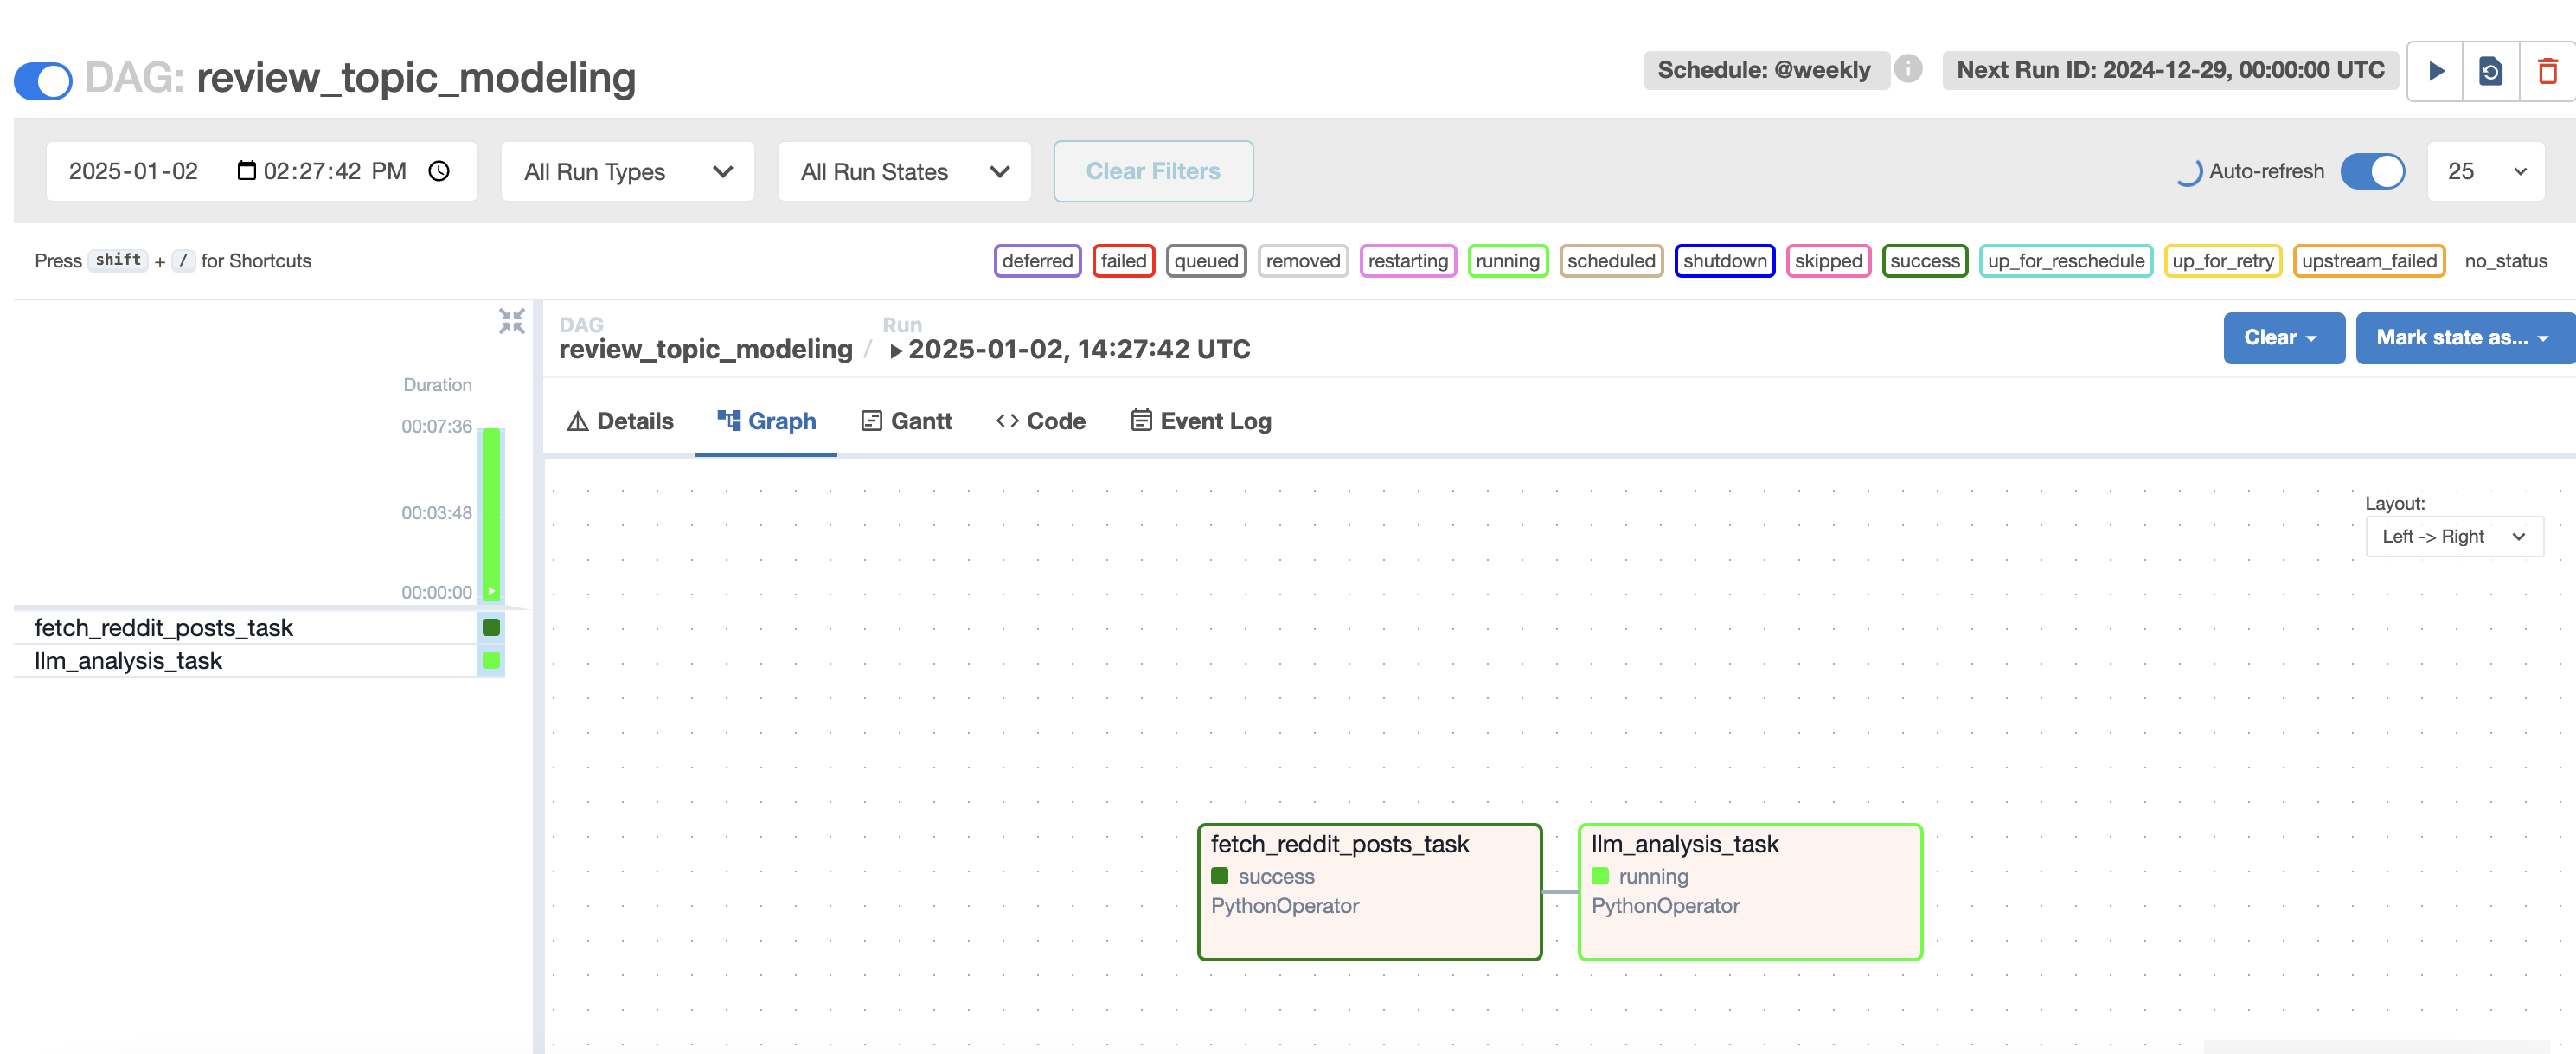 DAG: review_topic_modeling
Schedule: @weekly
Next Run ID: 2024-12-29, 00:00:00 UTC
2025-01-02 02:27:42 PM
All Run Types
All Run States
Clear Filters
Auto-refresh
25
Press shift + / for Shortcuts
deferred failed queued removed restarting running scheduled shutdown skipped success up_for_reschedule up_for_retry upstream_failed no_status
DAG
review_topic_modeling /
Run
2025-01-02, 14:27:42 UTC
Clear
Mark state as...
Duration
00:07:36
00:03:48
00:00:00
fetch_reddit_posts_task
llm_analysis_task
Details Graph Gantt Code Event Log
Layout:
Left -> Right
fetch_reddit_posts_task
success
PythonOperator
llm_analysis_task
running
PythonOperator